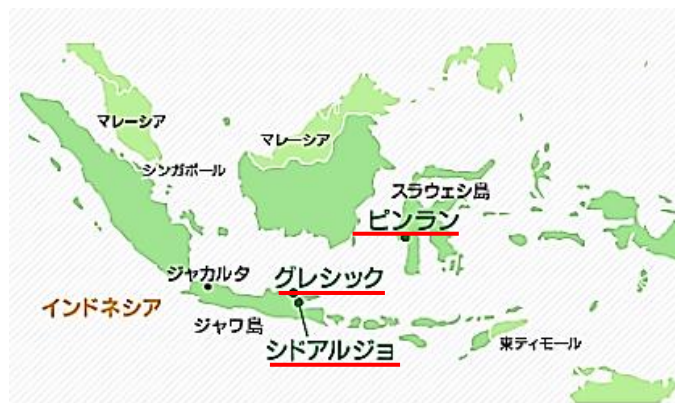 マレーシア
マレーシア
シンガポール
スラウェシ島
ピンラン
ジャカルタ
グレシック
インドネシア
ジャワ島
シドアルジョ
東ティモール